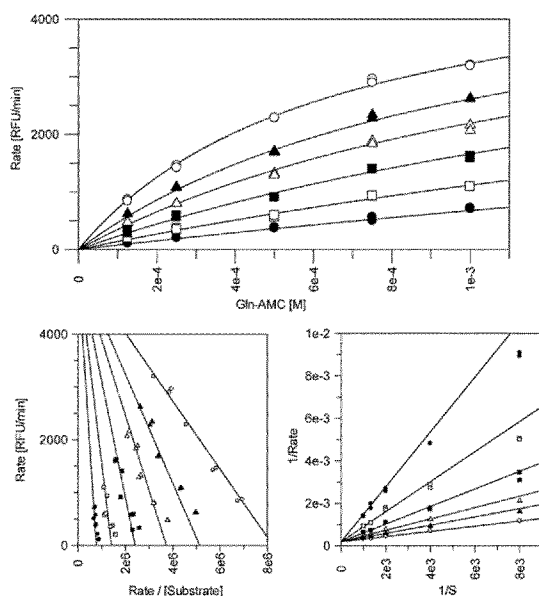 4000
2000
0
Rate [RFU/min]
0
2e-4
4e-4
6e-4
8e-4
1e-3
Gln-AMC [M]
4000
2000
0
Rate [RFU/min]
0
2e6
4e6
6e6
8e6
Rate / [Substrate]
1e-2
8e-3
6e-3
4e-3
2e-3
0
1/Rate
0
2e3
4e3
6e3
8e3
1/S